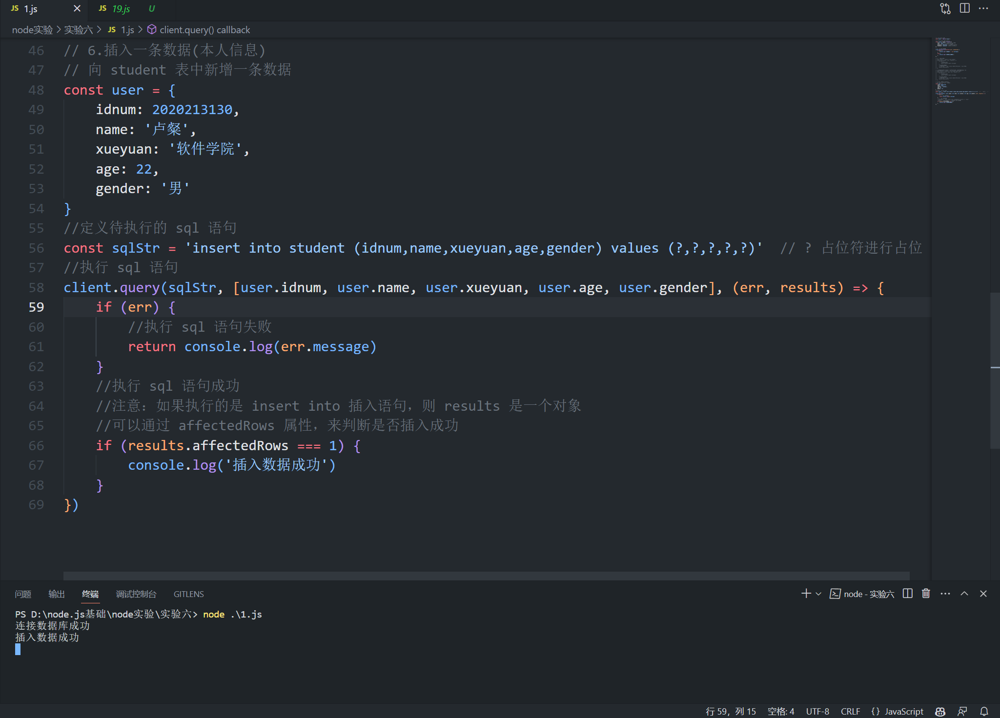 JS 1.js JS 19.js U
node实验 > 实验六 > JS 1.js > client.query() callback
46 // 6.插入一条数据(本人信息)
47 // 向 student 表中新增一条数据
48 const user = {
49 idnum: 2020213130,
50 name: '卢粲',
51 xueyuan: '软件学院',
52 age: 22,
53 gender: '男'
54 }
55 //定义待执行的 sql 语句
56 const sqlStr = 'insert into student (idnum,name,xueyuan,age,gender) values (?,?,?,?,?)' // ? 占位符进行占位
57 //执行 sql 语句
58 client.query(sqlStr, [user.idnum, user.name, user.xueyuan, user.age, user.gender], (err, results) => {
59 if (err) {
60 //执行 sql 语句失败
61 return console.log(err.message)
62 }
63 //执行 sql 语句成功
64 //注意：如果执行的是 insert into 插入语句，则 results 是一个对象
65 //可以通过 affectedRows 属性，来判断是否插入成功
66 if (results.affectedRows === 1) {
67 console.log('插入数据成功')
68 }
69 })
问题 输出 终端 调试控制台 GITLENS node - 实验六
PS D:\node.js基础\node实验\实验六> node .\1.js
连接数据库成功
插入数据成功
行 59，列 15 空格: 4 UTF-8 CRLF {} JavaScript